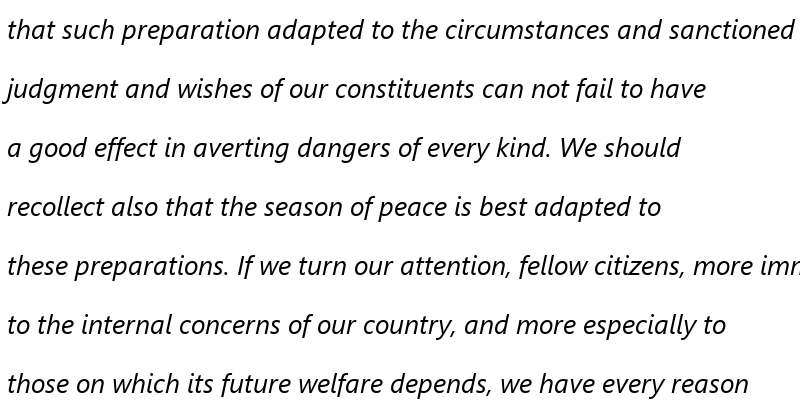 that such preparation adapted to the circumstances and sanctioned
judgment and wishes of our constituents can not fail to have
a good effect in averting dangers of every kind. We should
recollect also that the season of peace is best adapted to
these preparations. If we turn our attention, fellow citizens, more
to the internal concerns of our country, and more especially to
those on which its future welfare depends, we have every reason